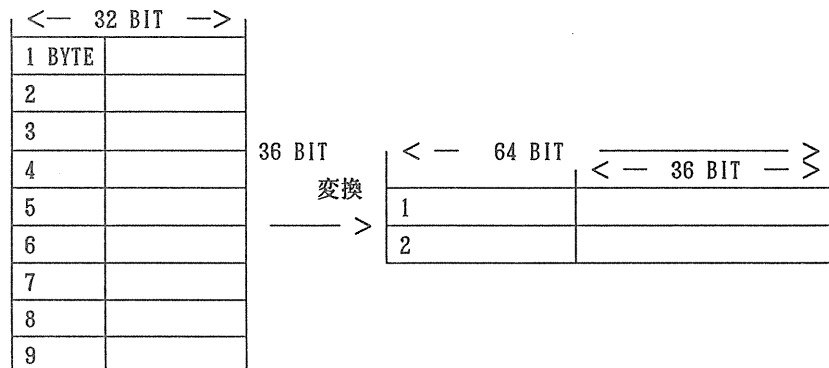 <— 32 BIT —>
1 BYTE
2
3
4
5
6
7
8
9
36 BIT
変換
—— >
< — 64 BIT ———— >
< — 36 BIT — >
1
2